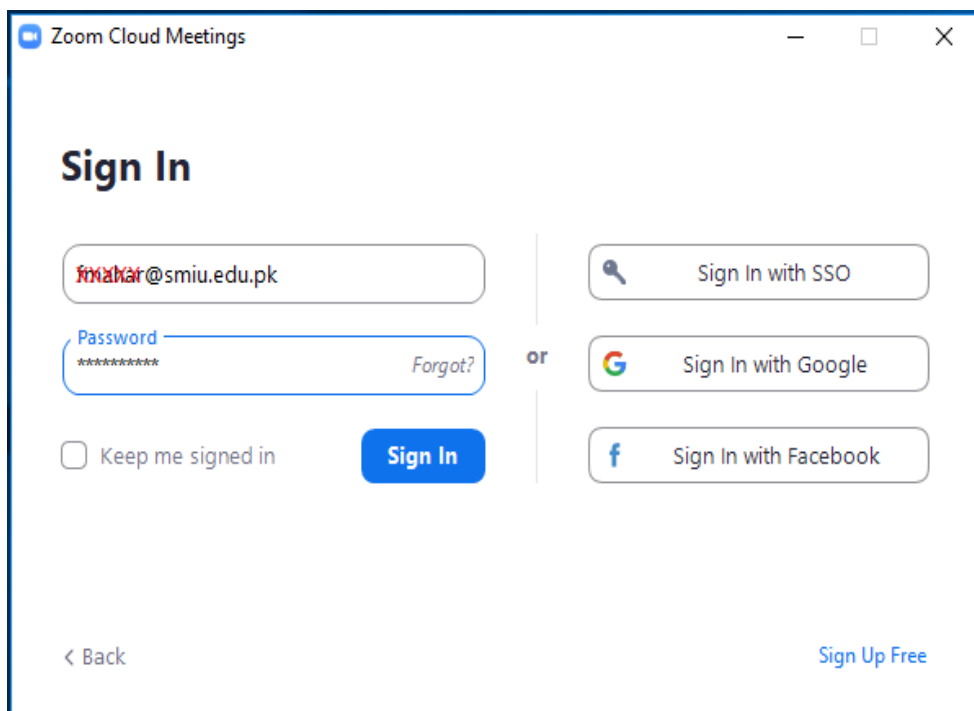 Zoom Cloud Meetings
Sign In
XXXXX@smiu.edu.pk
Password
**********
Forgot?
Keep me signed in
Sign In
or
Sign In with SSO
Sign In with Google
Sign In with Facebook
< Back
Sign Up Free